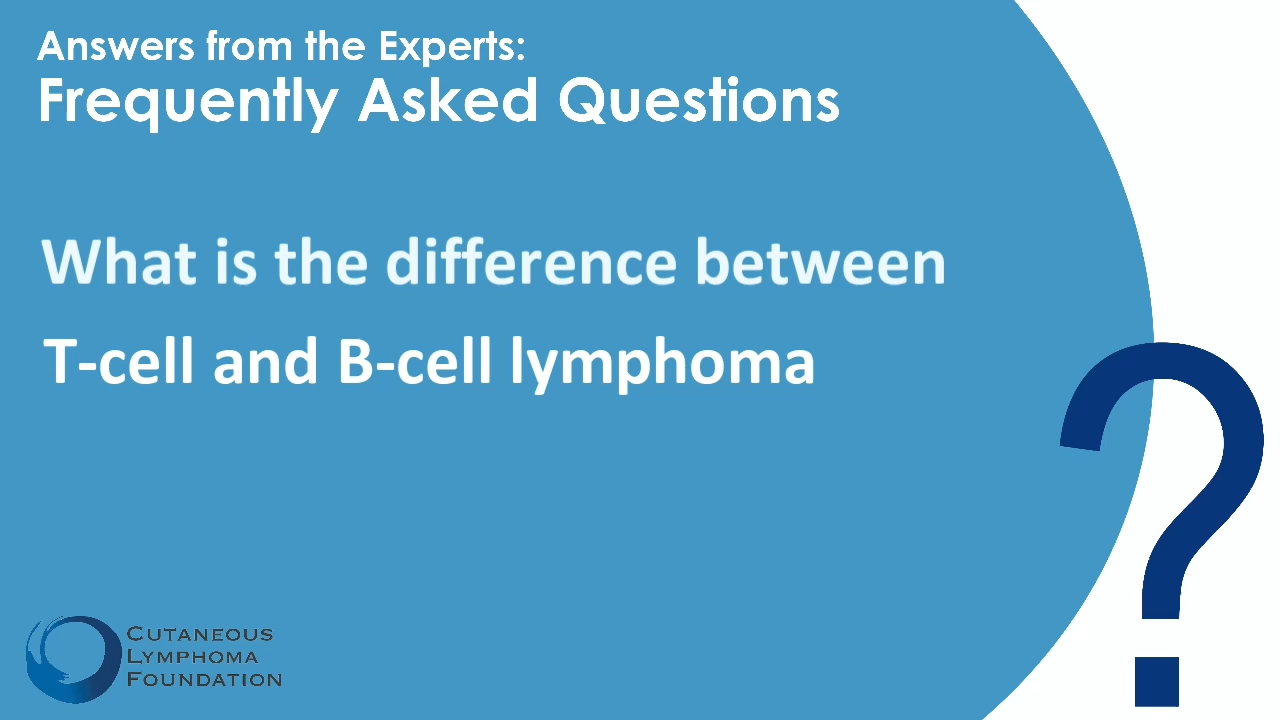 Answers from the Experts:
Frequently Asked Questions
What is the difference between
T-cell and B-cell lymphoma
?
Cutaneous
Lymphoma
Foundation